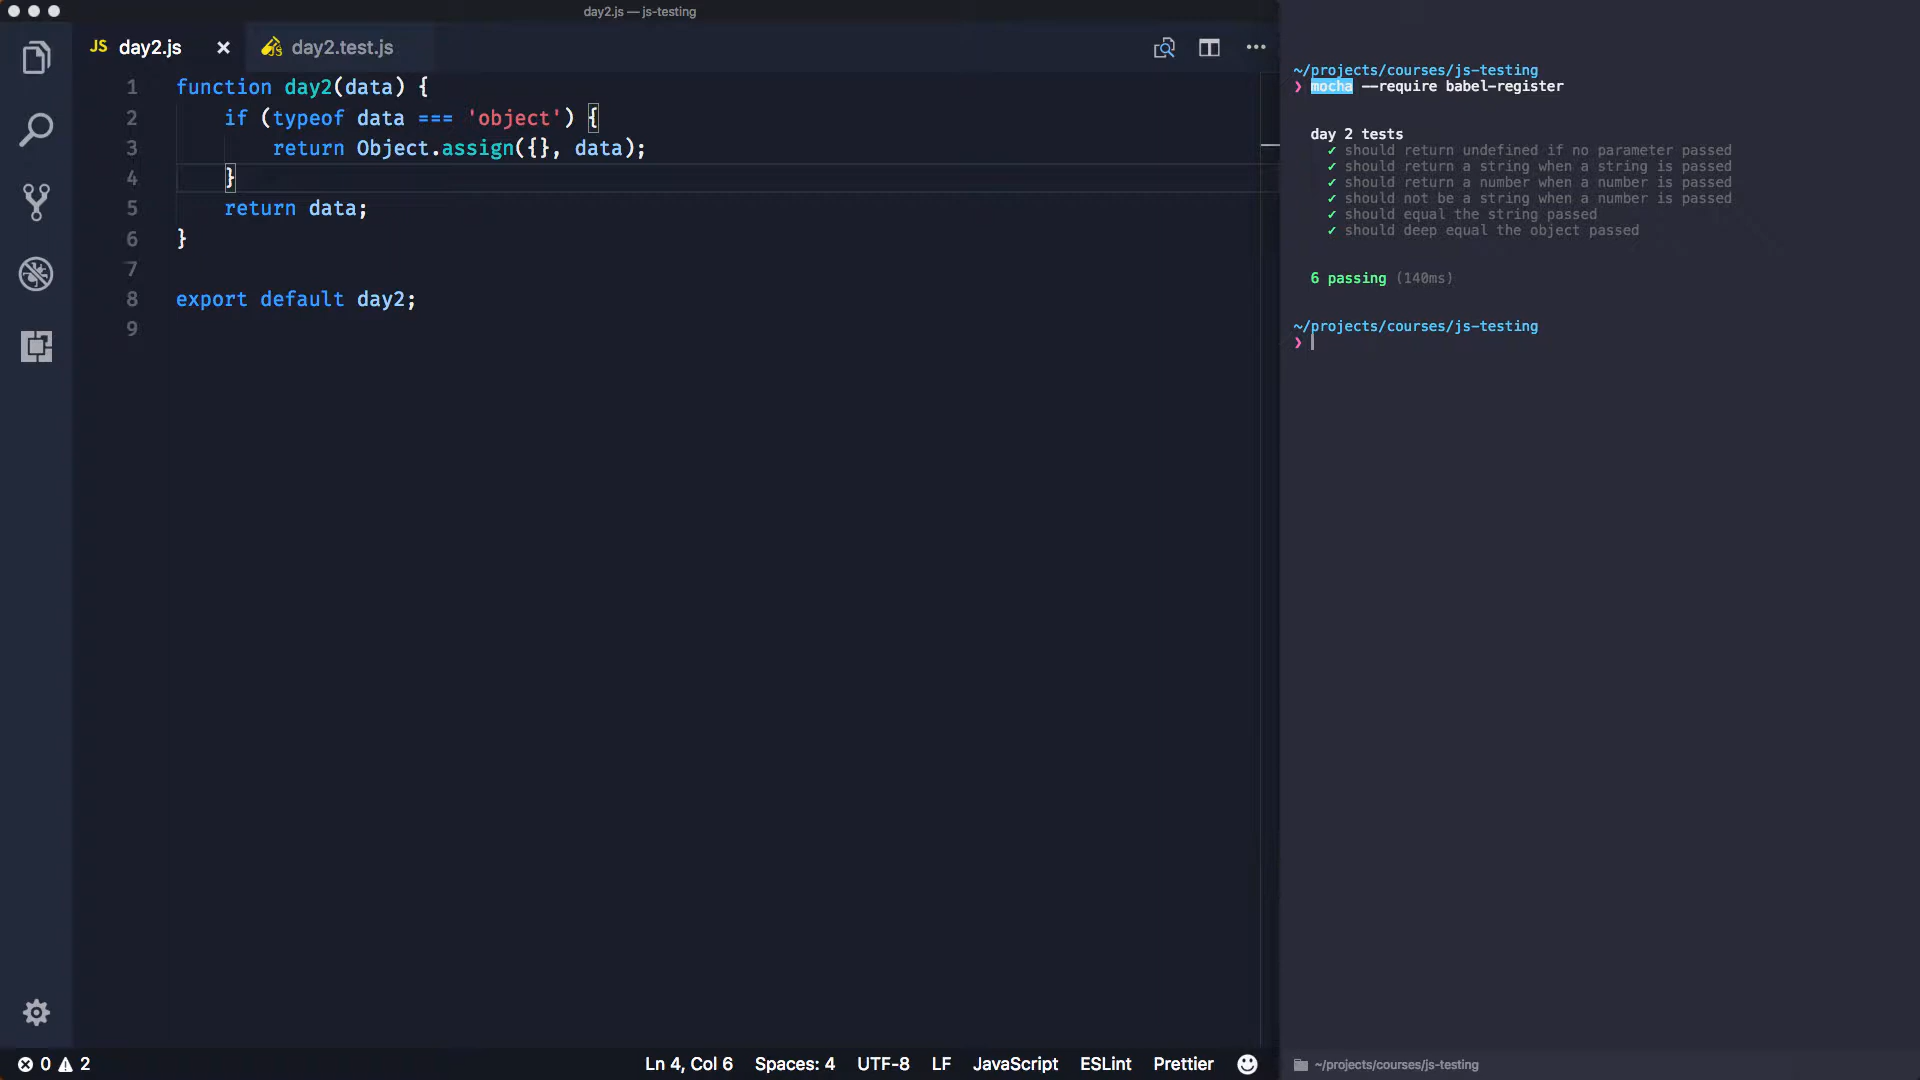 day2.js — js-testing
JS day2.js
day2.test.js
1 function day2(data) {
2 if (typeof data === 'object') {
3 return Object.assign({}, data);
4 }
5 return data;
6 }
7
8 export default day2;
9
0 2
Ln 4, Col 6 Spaces: 4 UTF-8 LF JavaScript ESLint Prettier
~/projects/courses/js-testing
❯ mocha --require babel-register
day 2 tests
✓ should return undefined if no parameter passed
✓ should return a string when a string is passed
✓ should return a number when a number is passed
✓ should not be a string when a number is passed
✓ should equal the string passed
✓ should deep equal the object passed
6 passing (140ms)
~/projects/courses/js-testing
❯
~/projects/courses/js-testing